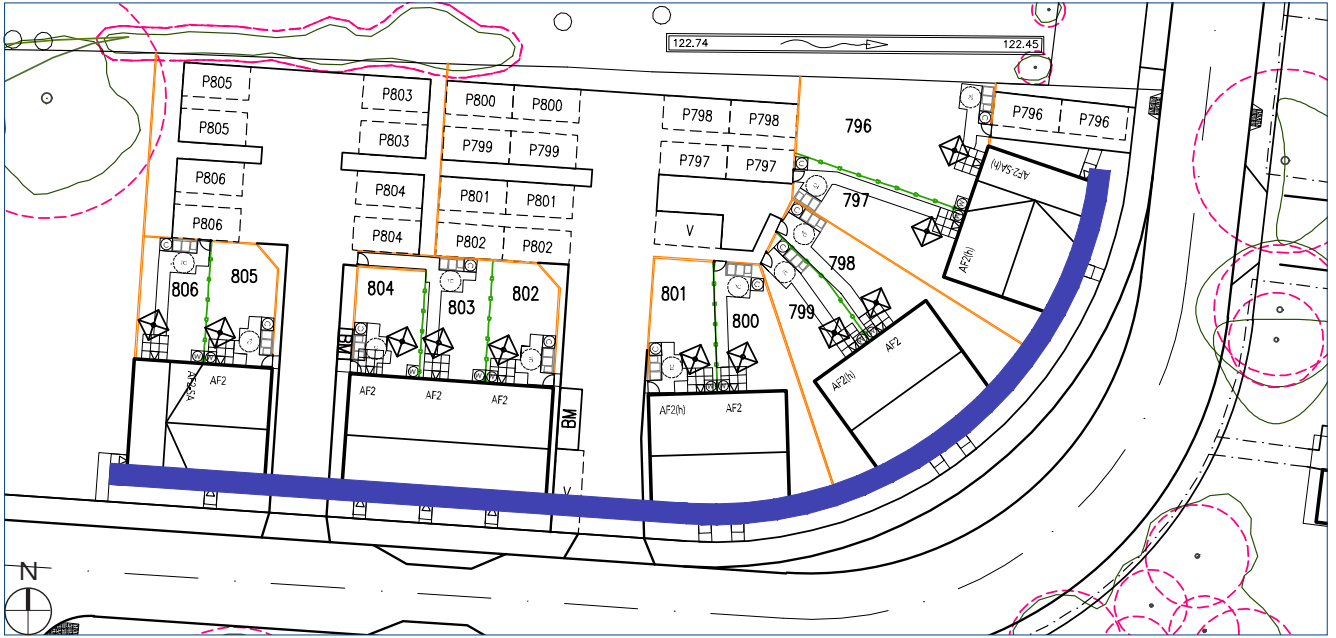 122.74 122.45
P805 P803 P800 P800 P798 P798 796 P796 P796
P805 P803 P799 P799 P797 P797
P806 P804 P801 P801 797 AF2.SA(h)
P806 P804 P802 P802 V 798 AF2(h)
806 805 804 803 802 801 800 799
BM
AF2.SA AF2 AF2 AF2 AF2 AF2(h) AF2 AF2(h) AF2
BM
V
N